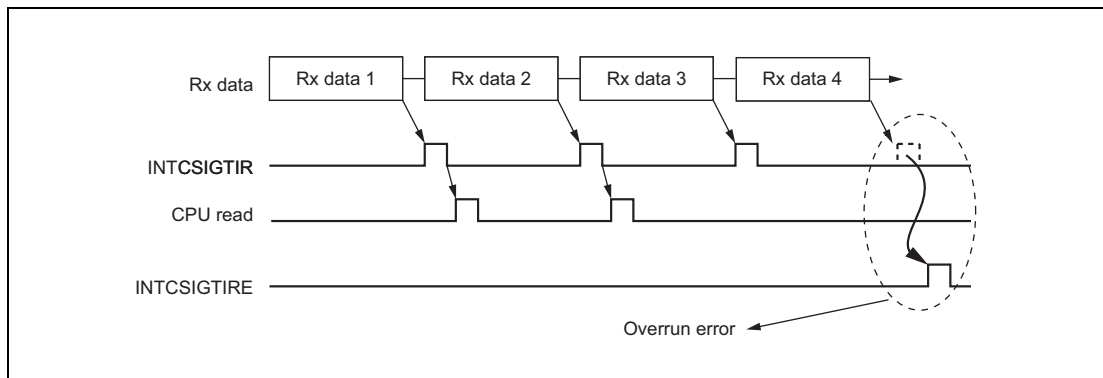 Rx data
Rx data 1
Rx data 2
Rx data 3
Rx data 4
INTCSIGTIR
CPU read
INTCSIGTIRE
Overrun error